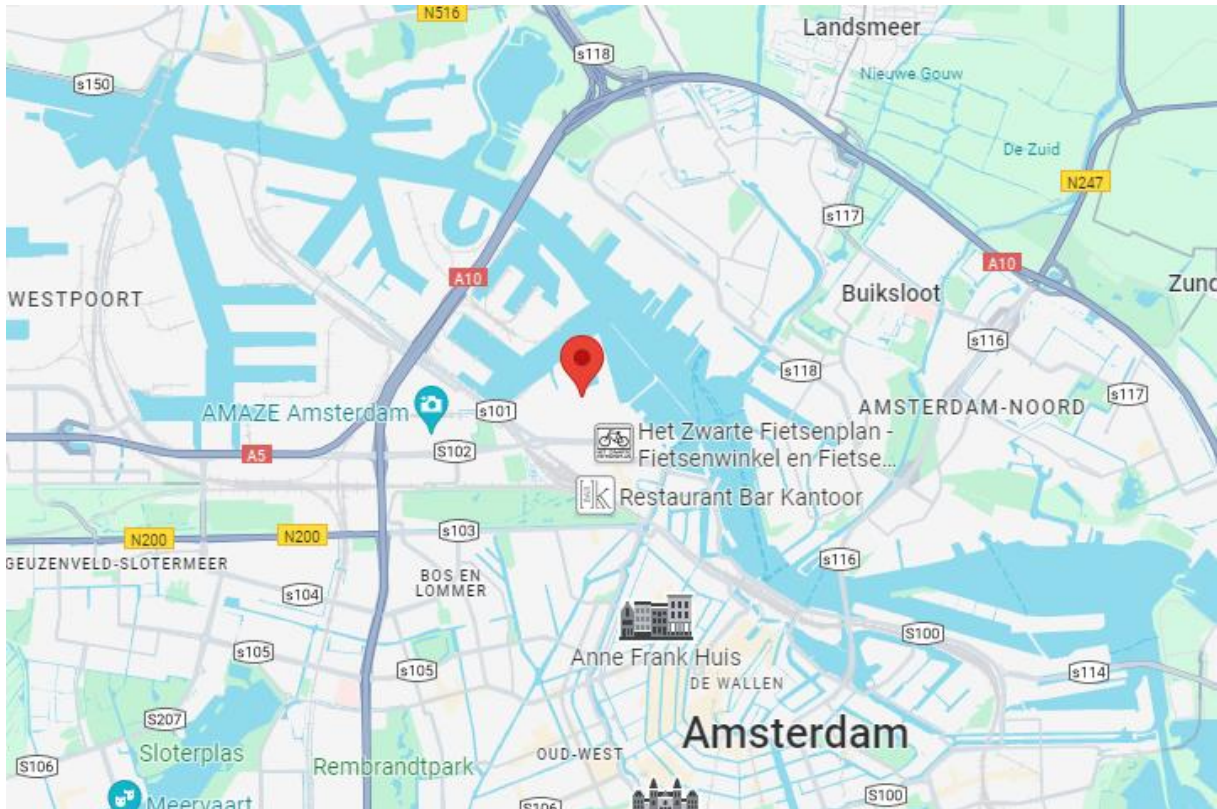 N516
Landsmeer
s118
Nieuwe Gouw
s150
De Zuid
N247
s117
A10
A10
WESTPOORT
Buiksloot
Zund
s116
s118
s117
AMAZE Amsterdam
s101
AMSTERDAM-NOORD
Het Zwarte Fietsenplan -
Fietsenwinkel en Fietse...
S102
A5
Restaurant Bar Kantoor
N200
N200
s103
GEUZENVELD-SLOTERMEER
BOS EN
LOMMER
s116
s104
S100
s105
Anne Frank Huis
s105
DE WALLEN
s114
S207
Amsterdam
Sloterplas
OUD-WEST
S106
Rembrandtpark
S100
Meervaart
S106